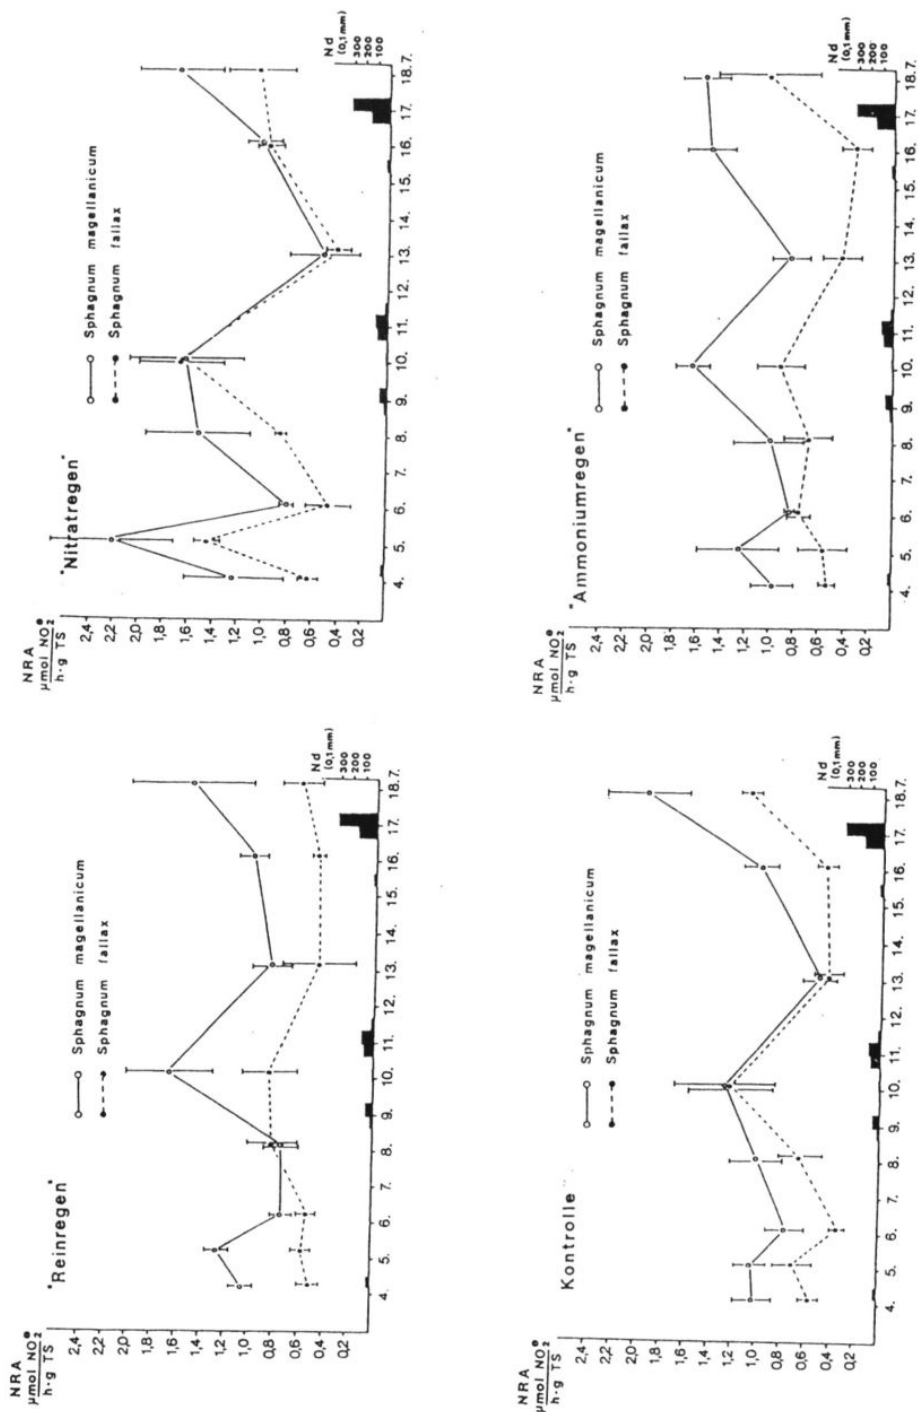 NRA
µmol NO₂⊖
h·g TS
2,4
2,2
2,0
1,8
1,6
1,4
1,2
1,0
0,8
0,6
0,4
0,2
"Reinregen"
Sphagnum magellanicum
Sphagnum fallax
Nd
(0,1mm)
300
200
100
4. 5. 6. 7. 8. 9. 10. 11. 12. 13. 14. 15. 16. 17. 18.7.
NRA
µmol NO₂⊖
h·g TS
2,4
2,2
2,0
1,8
1,6
1,4
1,2
1,0
0,8
0,6
0,4
0,2
"Nitratregen"
Sphagnum magellanicum
Sphagnum fallax
Nd
(0,1mm)
300
200
100
4. 5. 6. 7. 8. 9. 10. 11. 12. 13. 14. 15. 16. 17. 18.7.
NRA
µmol NO₂⊖
h·g TS
2,4
2,2
2,0
1,8
1,6
1,4
1,2
1,0
0,8
0,6
0,4
0,2
Kontrolle
Sphagnum magellanicum
Sphagnum fallax
Nd
(0,1mm)
300
200
100
4. 5. 6. 7. 8. 9. 10. 11. 12. 13. 14. 15. 16. 17. 18.7.
NRA
µmol NO₂⊖
h·g TS
2,4
2,2
2,0
1,8
1,6
1,4
1,2
1,0
0,8
0,6
0,4
0,2
"Ammoniumregen"
Sphagnum magellanicum
Sphagnum fallax
Nd
(0,1mm)
300
200
100
4. 5. 6. 7. 8. 9. 10. 11. 12. 13. 14. 15. 16. 17. 18.7.